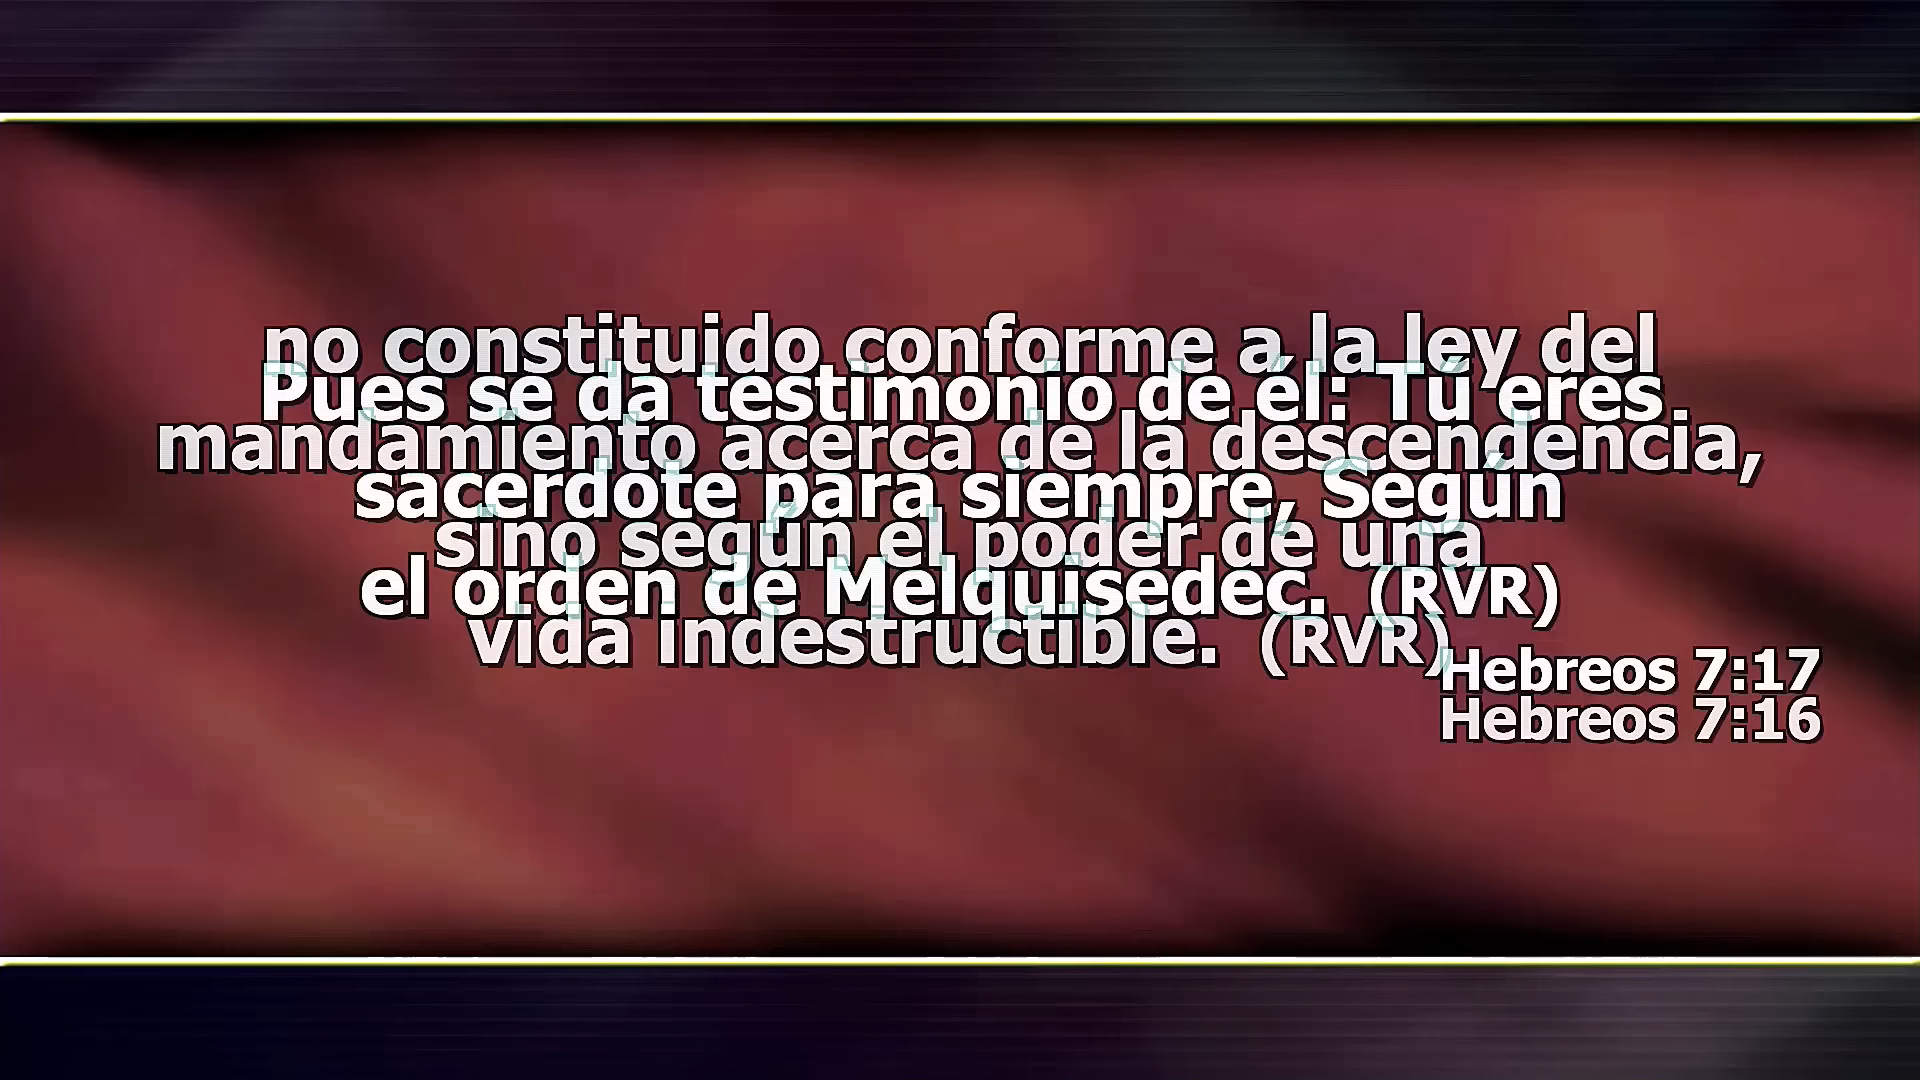 no constituido conforme a la ley del
Pues se da testimonio de él: Tú eres
mandamiento acerca de la descendencia,
sacerdote para siempre, Según
sino según el poder de una
el orden de Melquisedec. (RVR)
vida indestructible. (RVR)
Hebreos 7:17
Hebreos 7:16